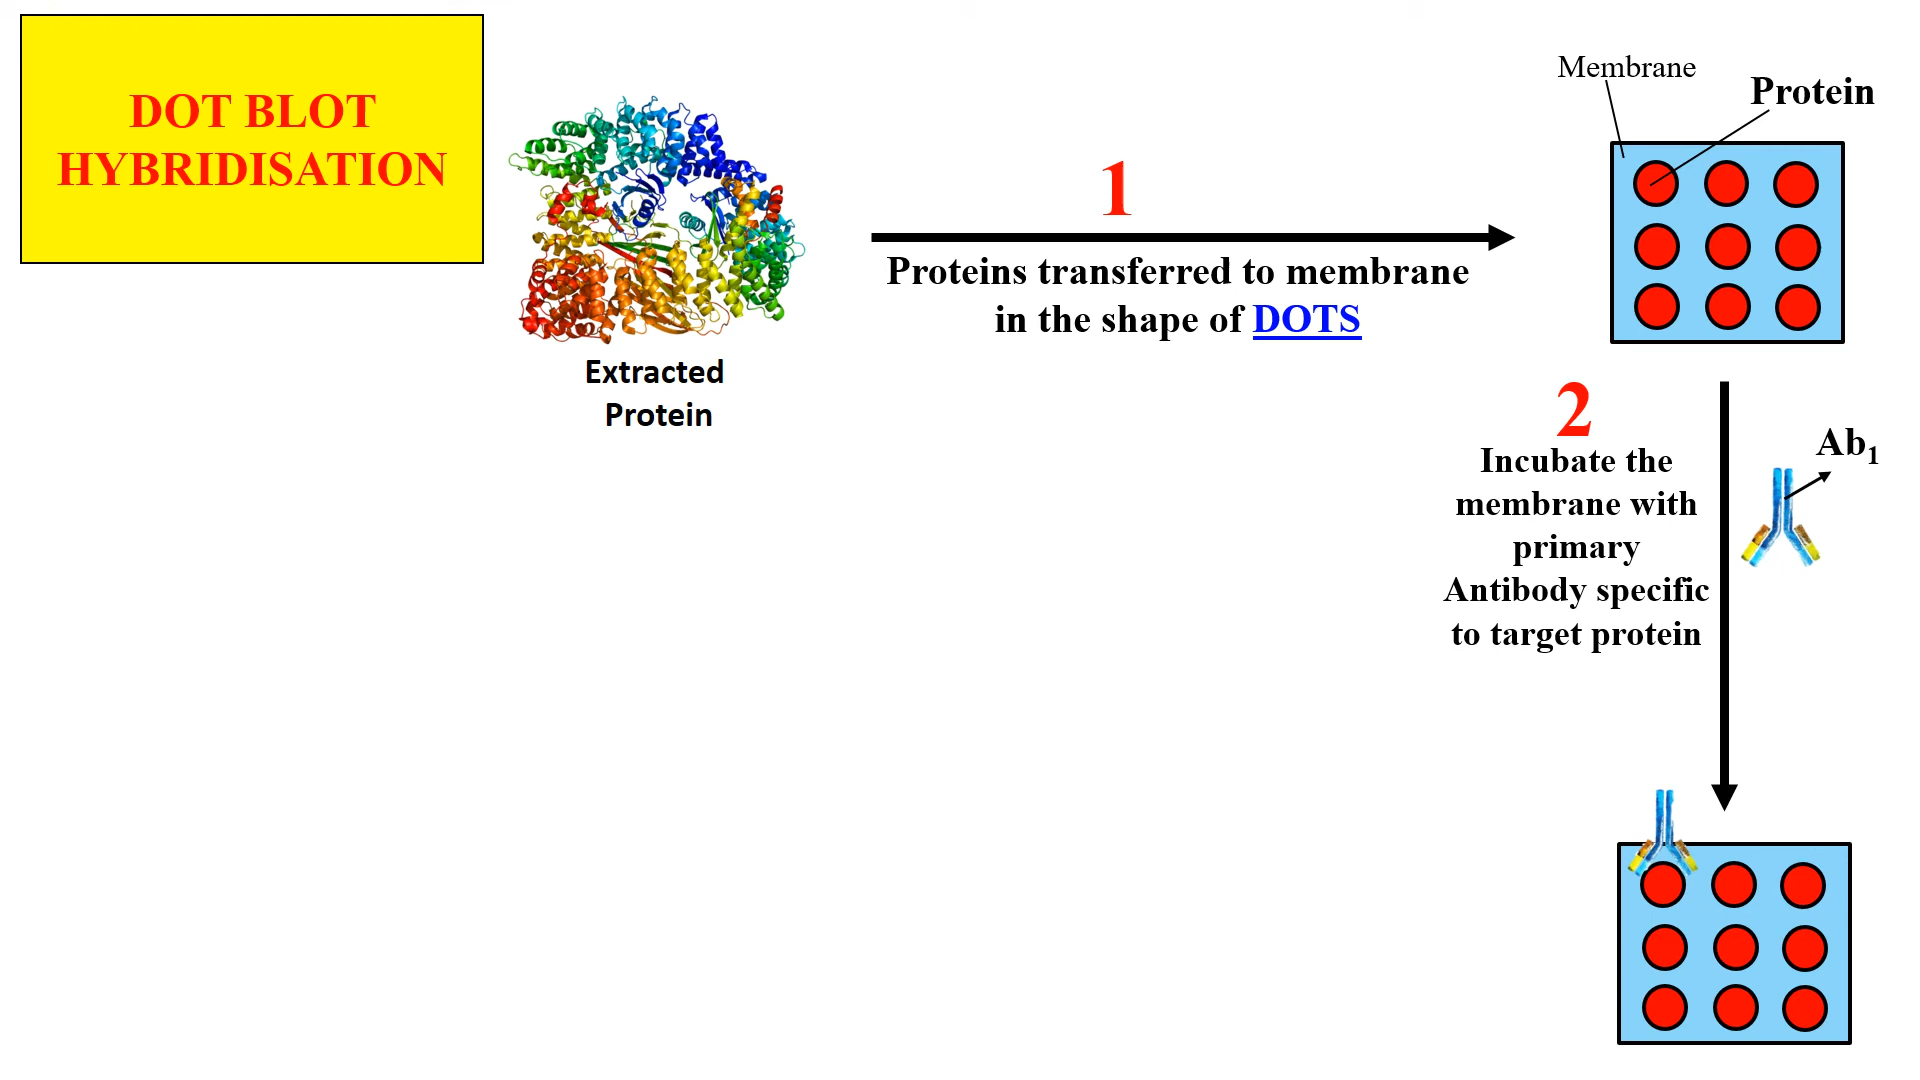 DOT BLOT
HYBRIDISATION
Extracted
Protein
1
Proteins transferred to membrane
in the shape of DOTS
Membrane
Protein
2
Incubate the
membrane with
primary
Antibody specific
to target protein
Ab₁